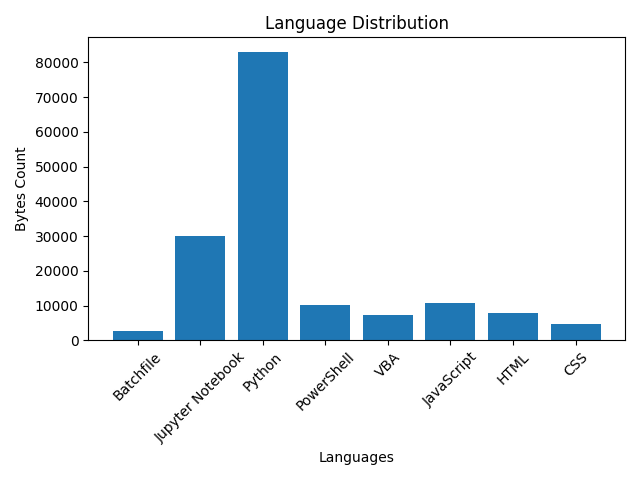 Language Distribution
Bytes Count
80000
70000
60000
50000
40000
30000
20000
10000
0
Batchfile
Jupyter Notebook
Python
PowerShell
VBA
JavaScript
HTML
CSS
Languages